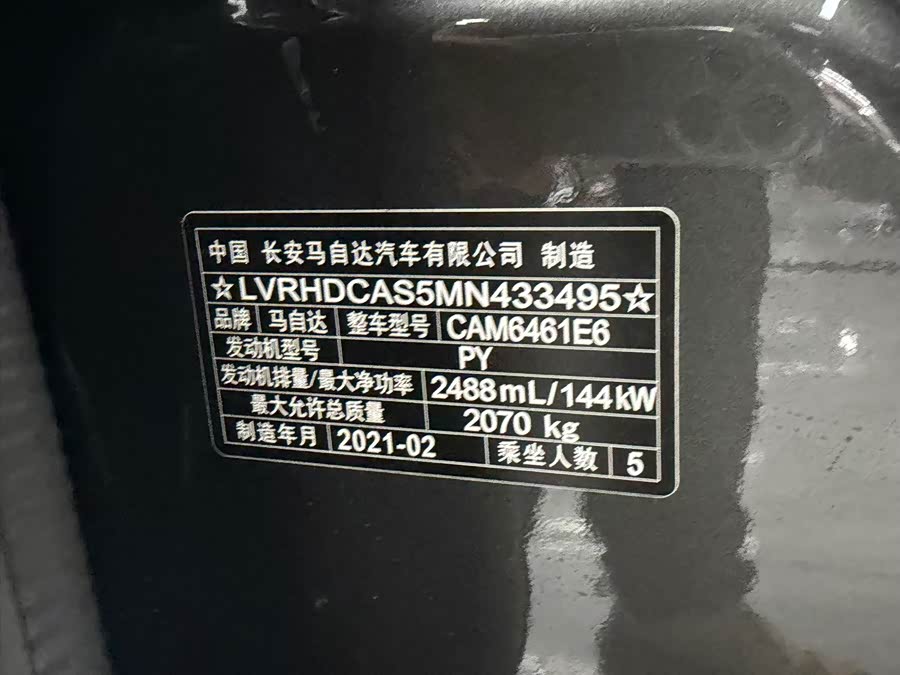 中国 长安马自达汽车有限公司 制造
☆LVRHDCAS5MN433495☆
品牌 马自达 整车型号 CAM6461E6
发动机型号 PY
发动机排量/最大净功率 2488mL/144kW
最大允许总质量 2070 kg
制造年月 2021-02 乘坐人数 5